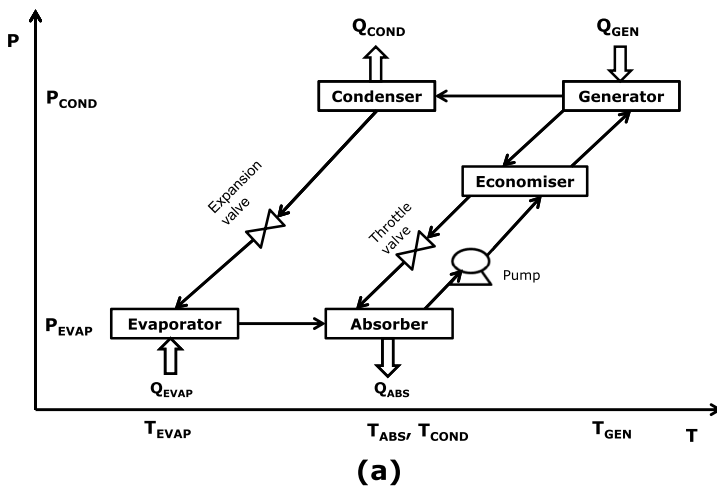 Q_COND
Q_GEN
P
P_COND
Condenser
Generator
Economiser
Expansion
valve
Throttle
valve
Pump
P_EVAP
Evaporator
Absorber
Q_EVAP
Q_ABS
T_EVAP
T_ABS, T_COND
T_GEN
T
(a)